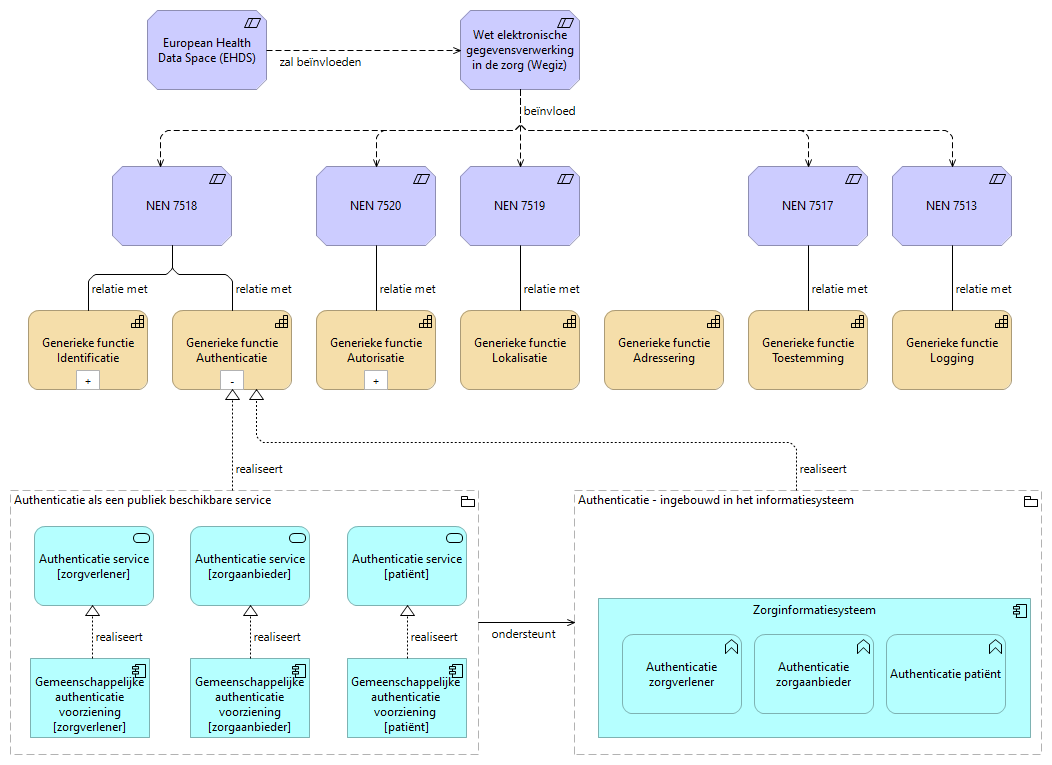 European Health
Data Space (EHDS)
zal beïnvloeden
Wet elektronische
gegevensverwerking
in de zorg (Wegiz)
beïnvloed
NEN 7518
NEN 7520
NEN 7519
NEN 7517
NEN 7513
relatie met
relatie met
relatie met
relatie met
relatie met
relatie met
Generieke functie
Identificatie
+
Generieke functie
Authenticatie
-
Generieke functie
Autorisatie
+
Generieke functie
Lokalisatie
Generieke functie
Adressering
Generieke functie
Toestemming
Generieke functie
Logging
realiseert
realiseert
Authenticatie als een publiek beschikbare service
Authenticatie service
[zorgverlener]
Authenticatie service
[zorgaanbieder]
Authenticatie service
[patiënt]
realiseert
realiseert
realiseert
Gemeenschappelijke
authenticatie
voorziening
[zorgverlener]
Gemeenschappelijke
authenticatie
voorziening
[zorgaanbieder]
Gemeenschappelijke
authenticatie
voorziening
[patiënt]
ondersteunt
Authenticatie - ingebouwd in het informatiesysteem
Zorginformatiesysteem
Authenticatie
zorgverlener
Authenticatie
zorgaanbieder
Authenticatie patiënt